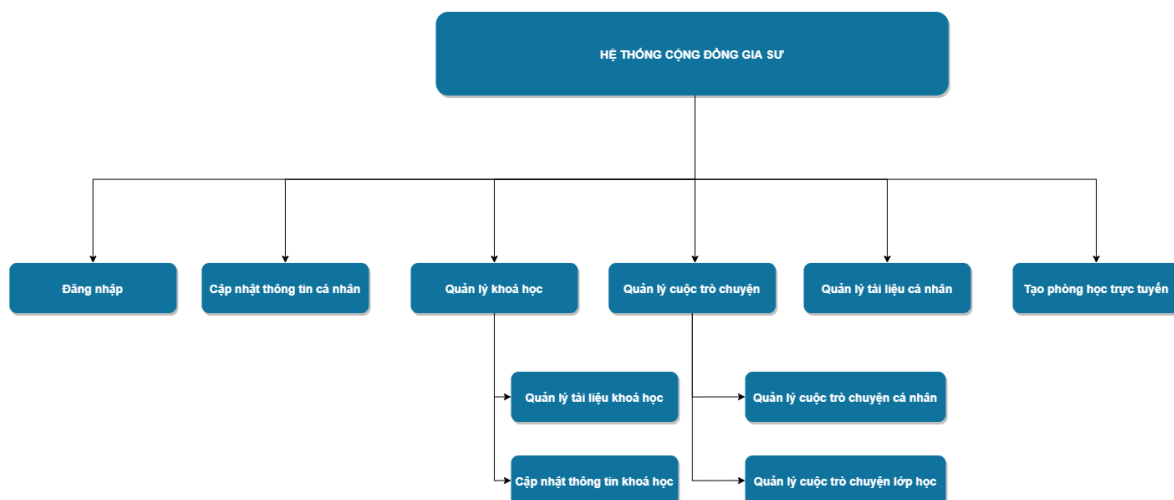 HỆ THỐNG CỘNG ĐỒNG GIA SƯ
Đăng nhập
Cập nhật thông tin cá nhân
Quản lý khoá học
Quản lý cuộc trò chuyện
Quản lý tài liệu cá nhân
Tạo phòng học trực tuyến
Quản lý tài liệu khoá học
Quản lý cuộc trò chuyện cá nhân
Cập nhật thông tin khoá học
Quản lý cuộc trò chuyện lớp học